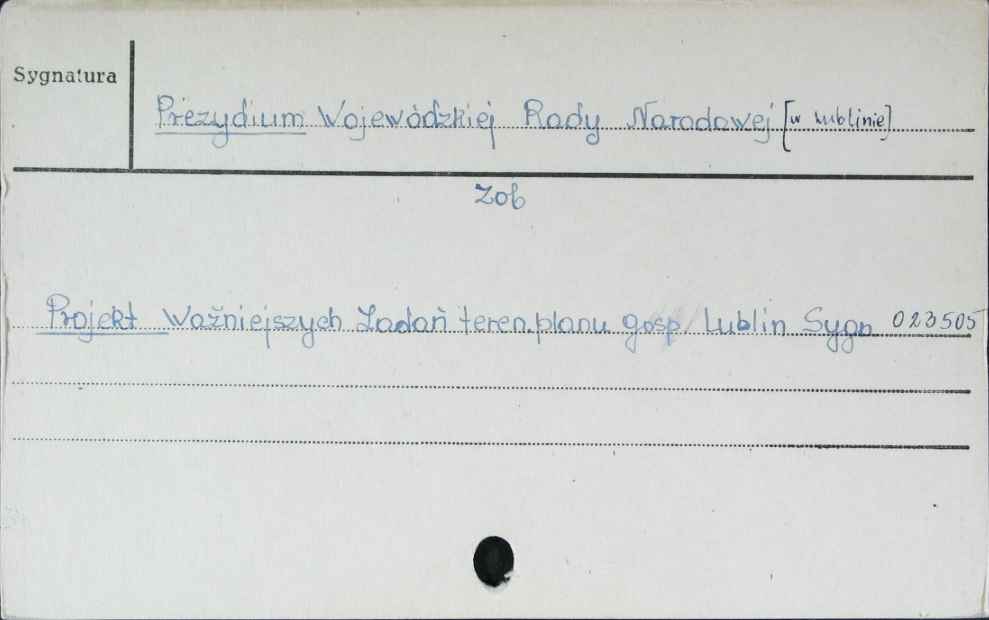 Sygnatura
Prezydium Wojewódzkiej Rady Narodowej [w Lublinie]
Zob
Projekt Ważniejszych Zadań teren. planu gosp Lublin Sygn 023505